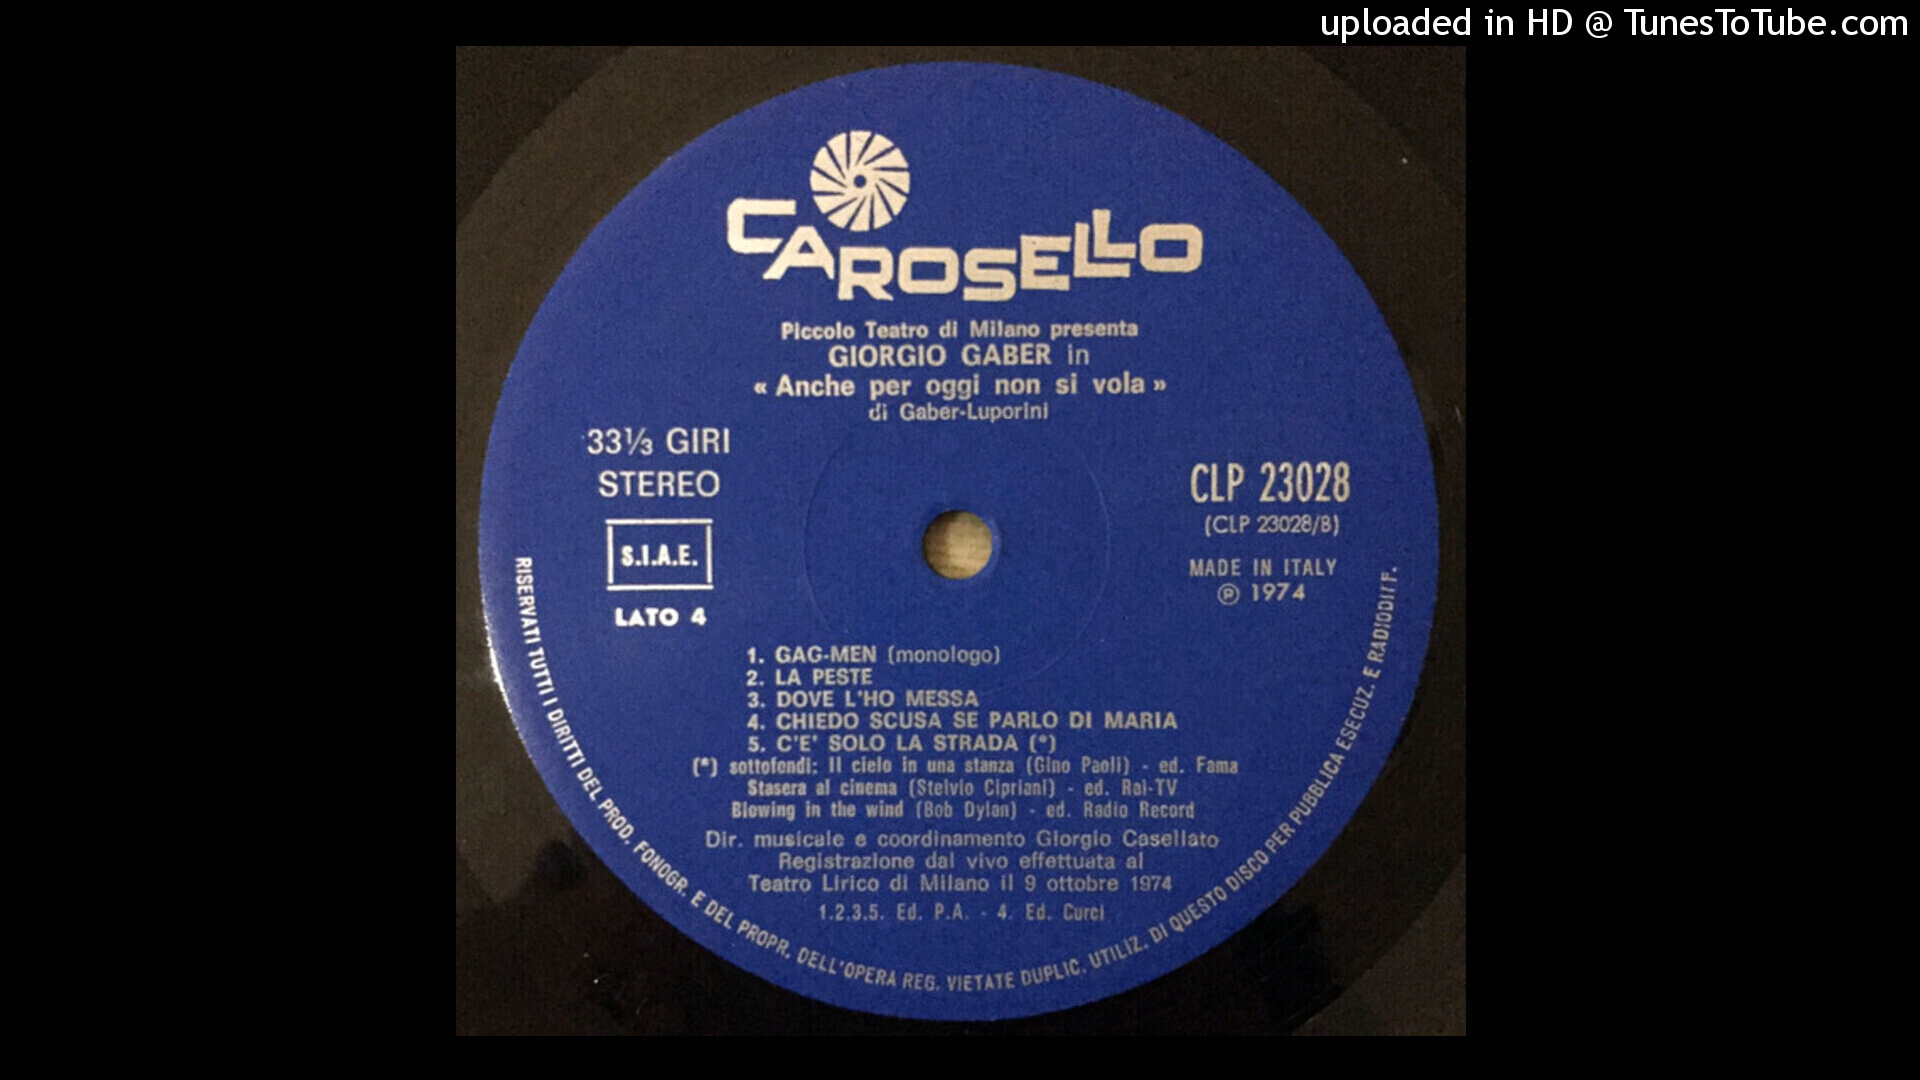 uploaded in HD @ TunesToTube.com
CAROSELLO
Piccolo Teatro di Milano presenta
GIORGIO GABER in
« Anche per oggi non si vola »
di Gaber-Luporini
33⅓ GIRI
STEREO
S.I.A.E.
LATO 4
CLP 23028
(CLP 23028/B)
MADE IN ITALY
℗ 1974
1. GAG-MEN (monologo)
2. LA PESTE
3. DOVE L'HO MESSA
4. CHIEDO SCUSA SE PARLO DI MARIA
5. C'E' SOLO LA STRADA (*)
(*) sottofondi: Il cielo in una stanza (Gino Paoli) - ed. Fama
Stasera al cinema (Stelvio Cipriani) - ed. Rai-TV
Blowing in the wind (Bob Dylan) - ed. Radio Record
Dir. musicale e coordinamento Giorgio Casellato
Registrazione dal vivo effettuata al
Teatro Lirico di Milano il 9 ottobre 1974
1.2.3.5. Ed. P.A. - 4. Ed. Curci
RISERVATI TUTTI I DIRITTI DEL PROD. FONOGR. E DEL PROPR. DELL'OPERA REG. VIETATE DUPLIC. UTILIZ. DI QUESTO DISCO PER PUBBLICA ESECUZ. E RADIODIFF.